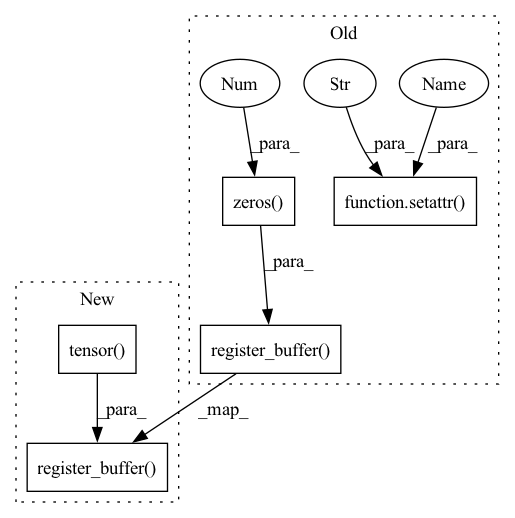 Old
Num
Str
Name
_para_
_para_
_para_
zeros()
function.setattr()
_para_
New
tensor()
register_buffer()
_para_
_map_
register_buffer()